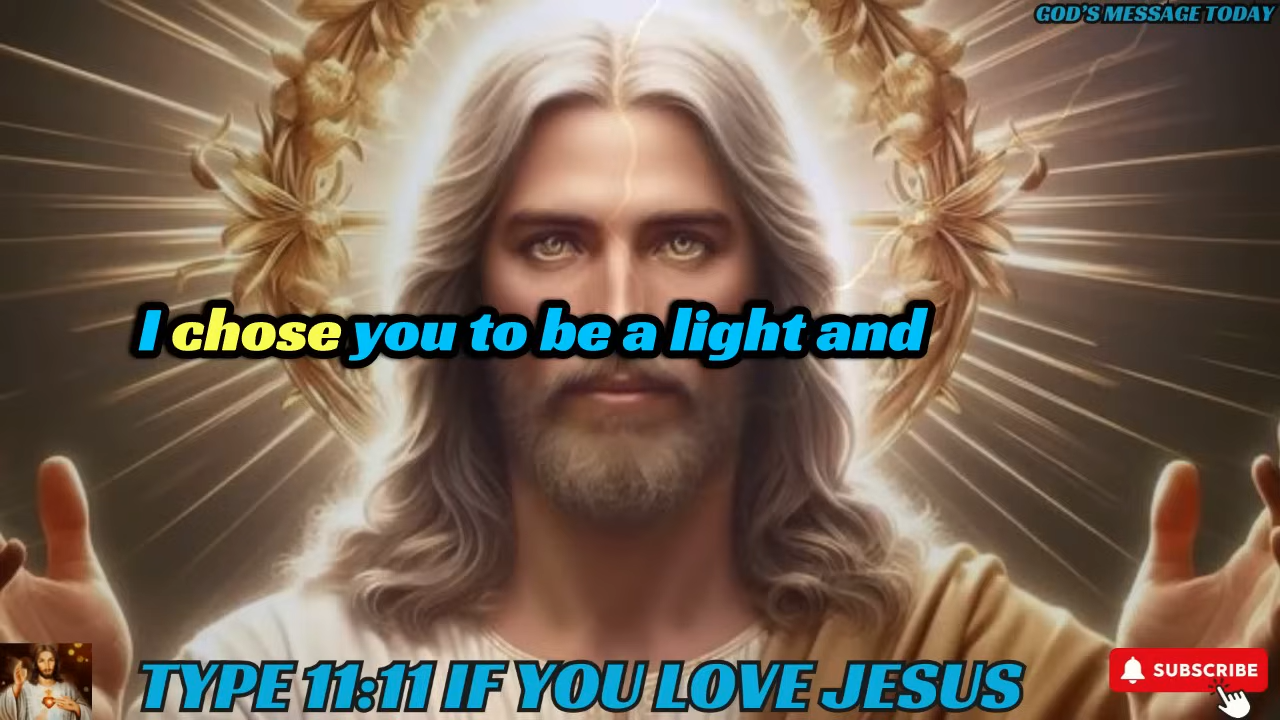 GOD'S MESSAGE TODAY
I chose you to be a light and
TYPE 11:11 IF YOU LOVE JESUS
SUBSCRIBE